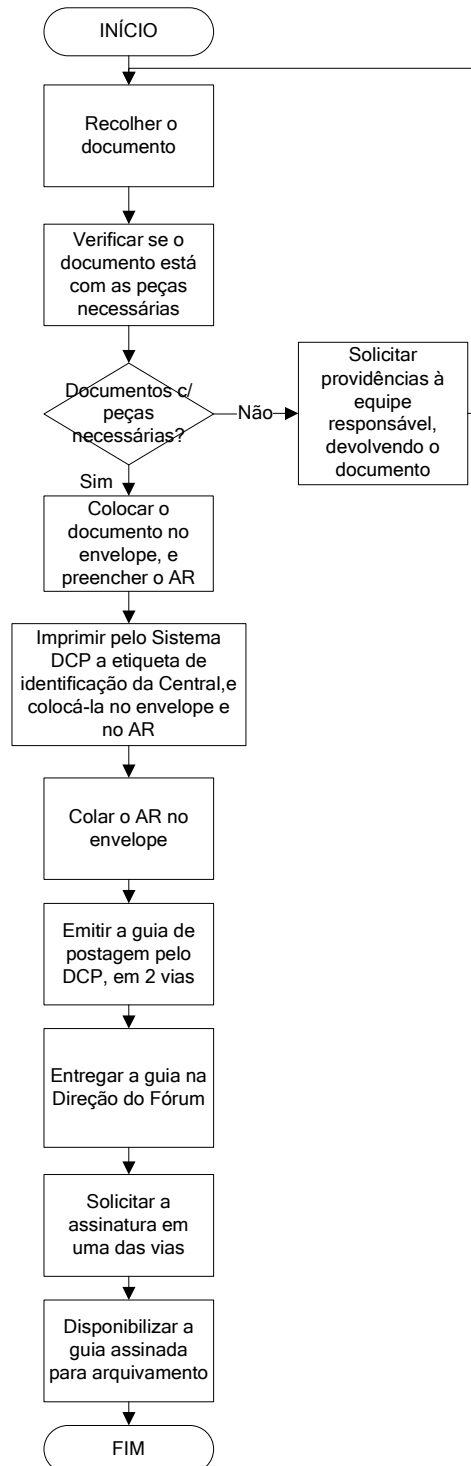 INÍCIO
Recolher o
documento
Verificar se o
documento está
com as peças
necessárias
Documentos c/
peças
necessárias?
Não
Solicitar
providências à
equipe
responsável,
devolvendo o
documento
Sim
Colocar o
documento no
envelope, e
preencher o AR
Imprimir pelo Sistema
DCP a etiqueta de
identificação da Central,e
colocá-la no envelope e
no AR
Colar o AR no
envelope
Emitir a guia de
postagem pelo
DCP, em 2 vias
Entregar a guia na
Direção do Fórum
Solicitar a
assinatura em
uma das vias
Disponibilizar a
guia assinada
para arquivamento
FIM